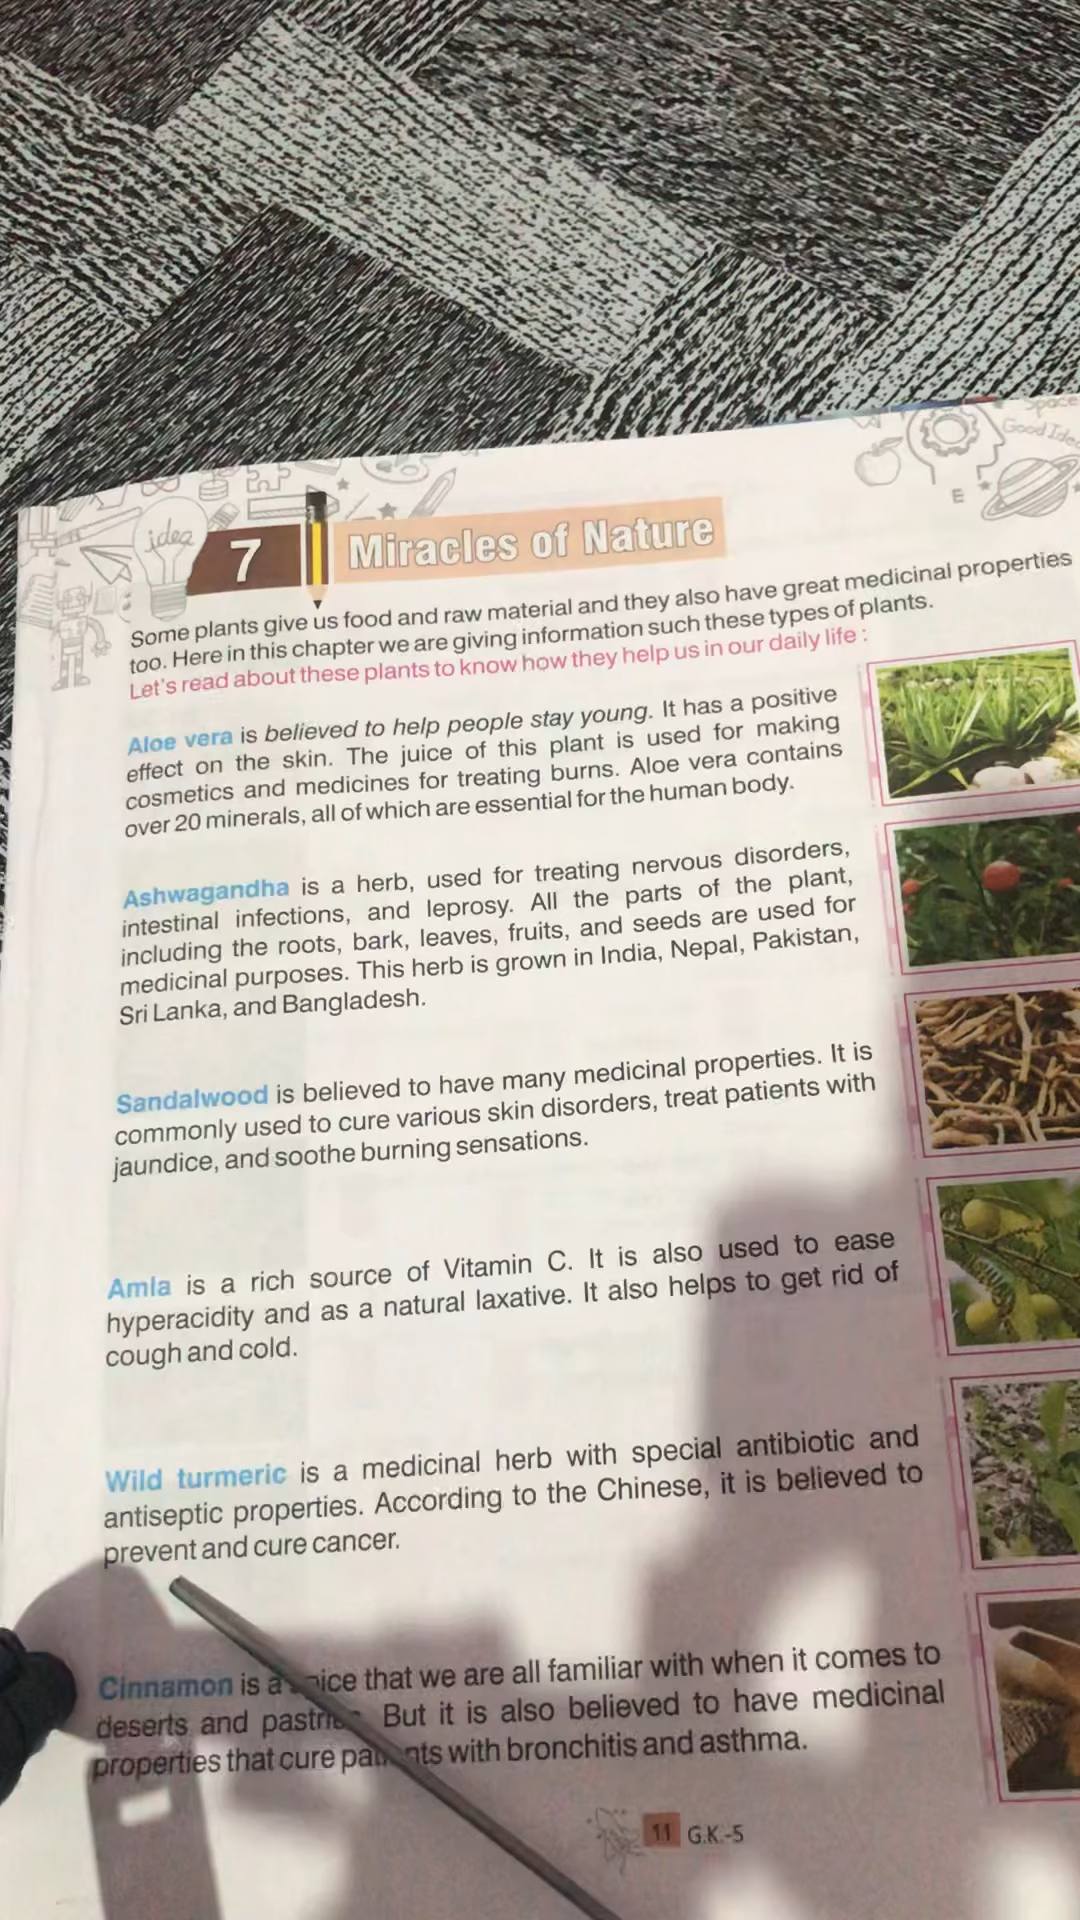 Space
Good Idea
E
idea
7 Miracles of Nature
Some plants give us food and raw material and they also have great medicinal properties
too. Here in this chapter we are giving information such these types of plants.
Let's read about these plants to know how they help us in our daily life :
Aloe vera is believed to help people stay young. It has a positive
effect on the skin. The juice of this plant is used for making
cosmetics and medicines for treating burns. Aloe vera contains
over 20 minerals, all of which are essential for the human body.
Ashwagandha is a herb, used for treating nervous disorders,
intestinal infections, and leprosy. All the parts of the plant,
including the roots, bark, leaves, fruits, and seeds are used for
medicinal purposes. This herb is grown in India, Nepal, Pakistan,
Sri Lanka, and Bangladesh.
Sandalwood is believed to have many medicinal properties. It is
commonly used to cure various skin disorders, treat patients with
jaundice, and soothe burning sensations.
Amla is a rich source of Vitamin C. It is also used to ease
hyperacidity and as a natural laxative. It also helps to get rid of
cough and cold.
Wild turmeric is a medicinal herb with special antibiotic and
antiseptic properties. According to the Chinese, it is believed to
prevent and cure cancer.
Cinnamon is a spice that we are all familiar with when it comes to
deserts and pastries. But it is also believed to have medicinal
properties that cure patients with bronchitis and asthma.
11 G.K.-5